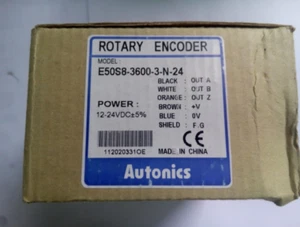 ROTARY ENCODER
MODEL :
E50S8-3600-3-N-24
BLACK : OUT A
WHITE : OUT B
ORANGE : OUT Z
POWER : BROWN : +V
12-24VDC±5% BLUE : 0V
SHIELD : F.G
CE
112020331OE MADE IN CHINA
Autonics